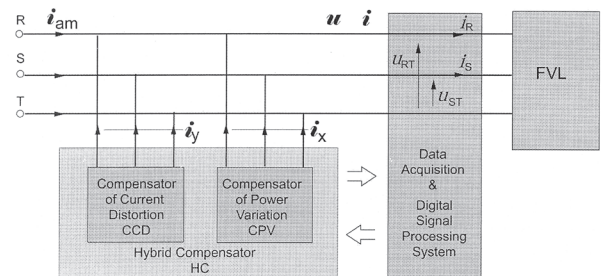 R i_am u i i_R
S u_RT i_S FVL
u_ST
T
i_y i_x
Compensator
of Current
Distortion
CCD
Compensator
of Power
Variation
CPV
Hybrid Compensator
HC
Data
Acquisition
&
Digital
Signal
Processing
System